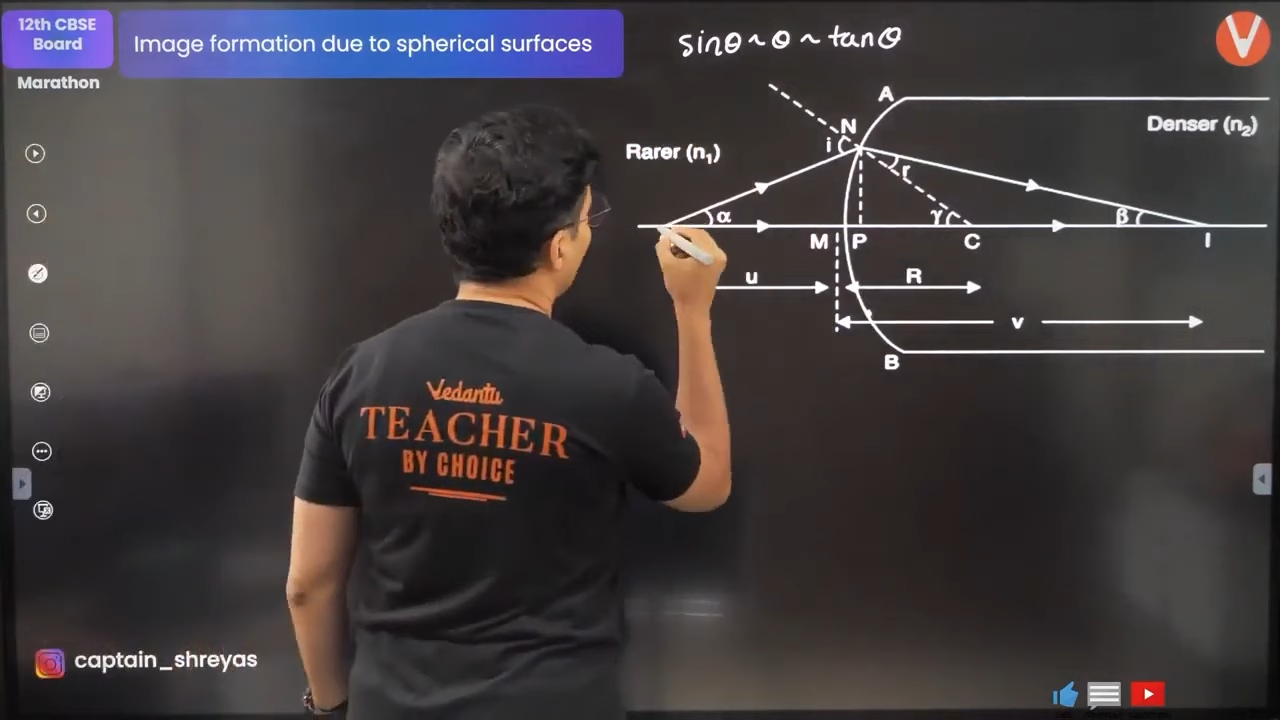 12th CBSE
Board
Marathon
Image formation due to spherical surfaces
sinθ ~ θ ~ tanθ
A
Denser (n₂)
N
i
Rarer (n₁)
r
α
γ
β
M
P
C
I
u
R
v
B
Vedantu
TEACHER
BY CHOICE
captain_shreyas